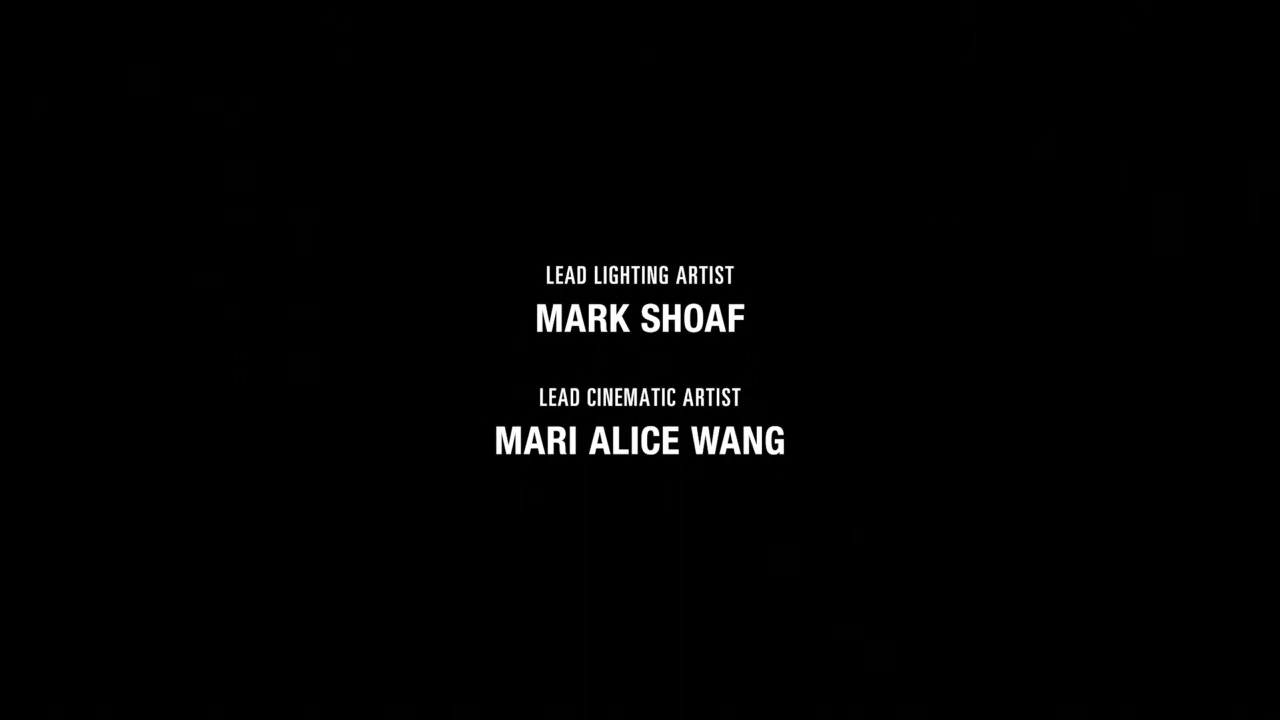 LEAD LIGHTING ARTIST
MARK SHOAF
LEAD CINEMATIC ARTIST
MARI ALICE WANG